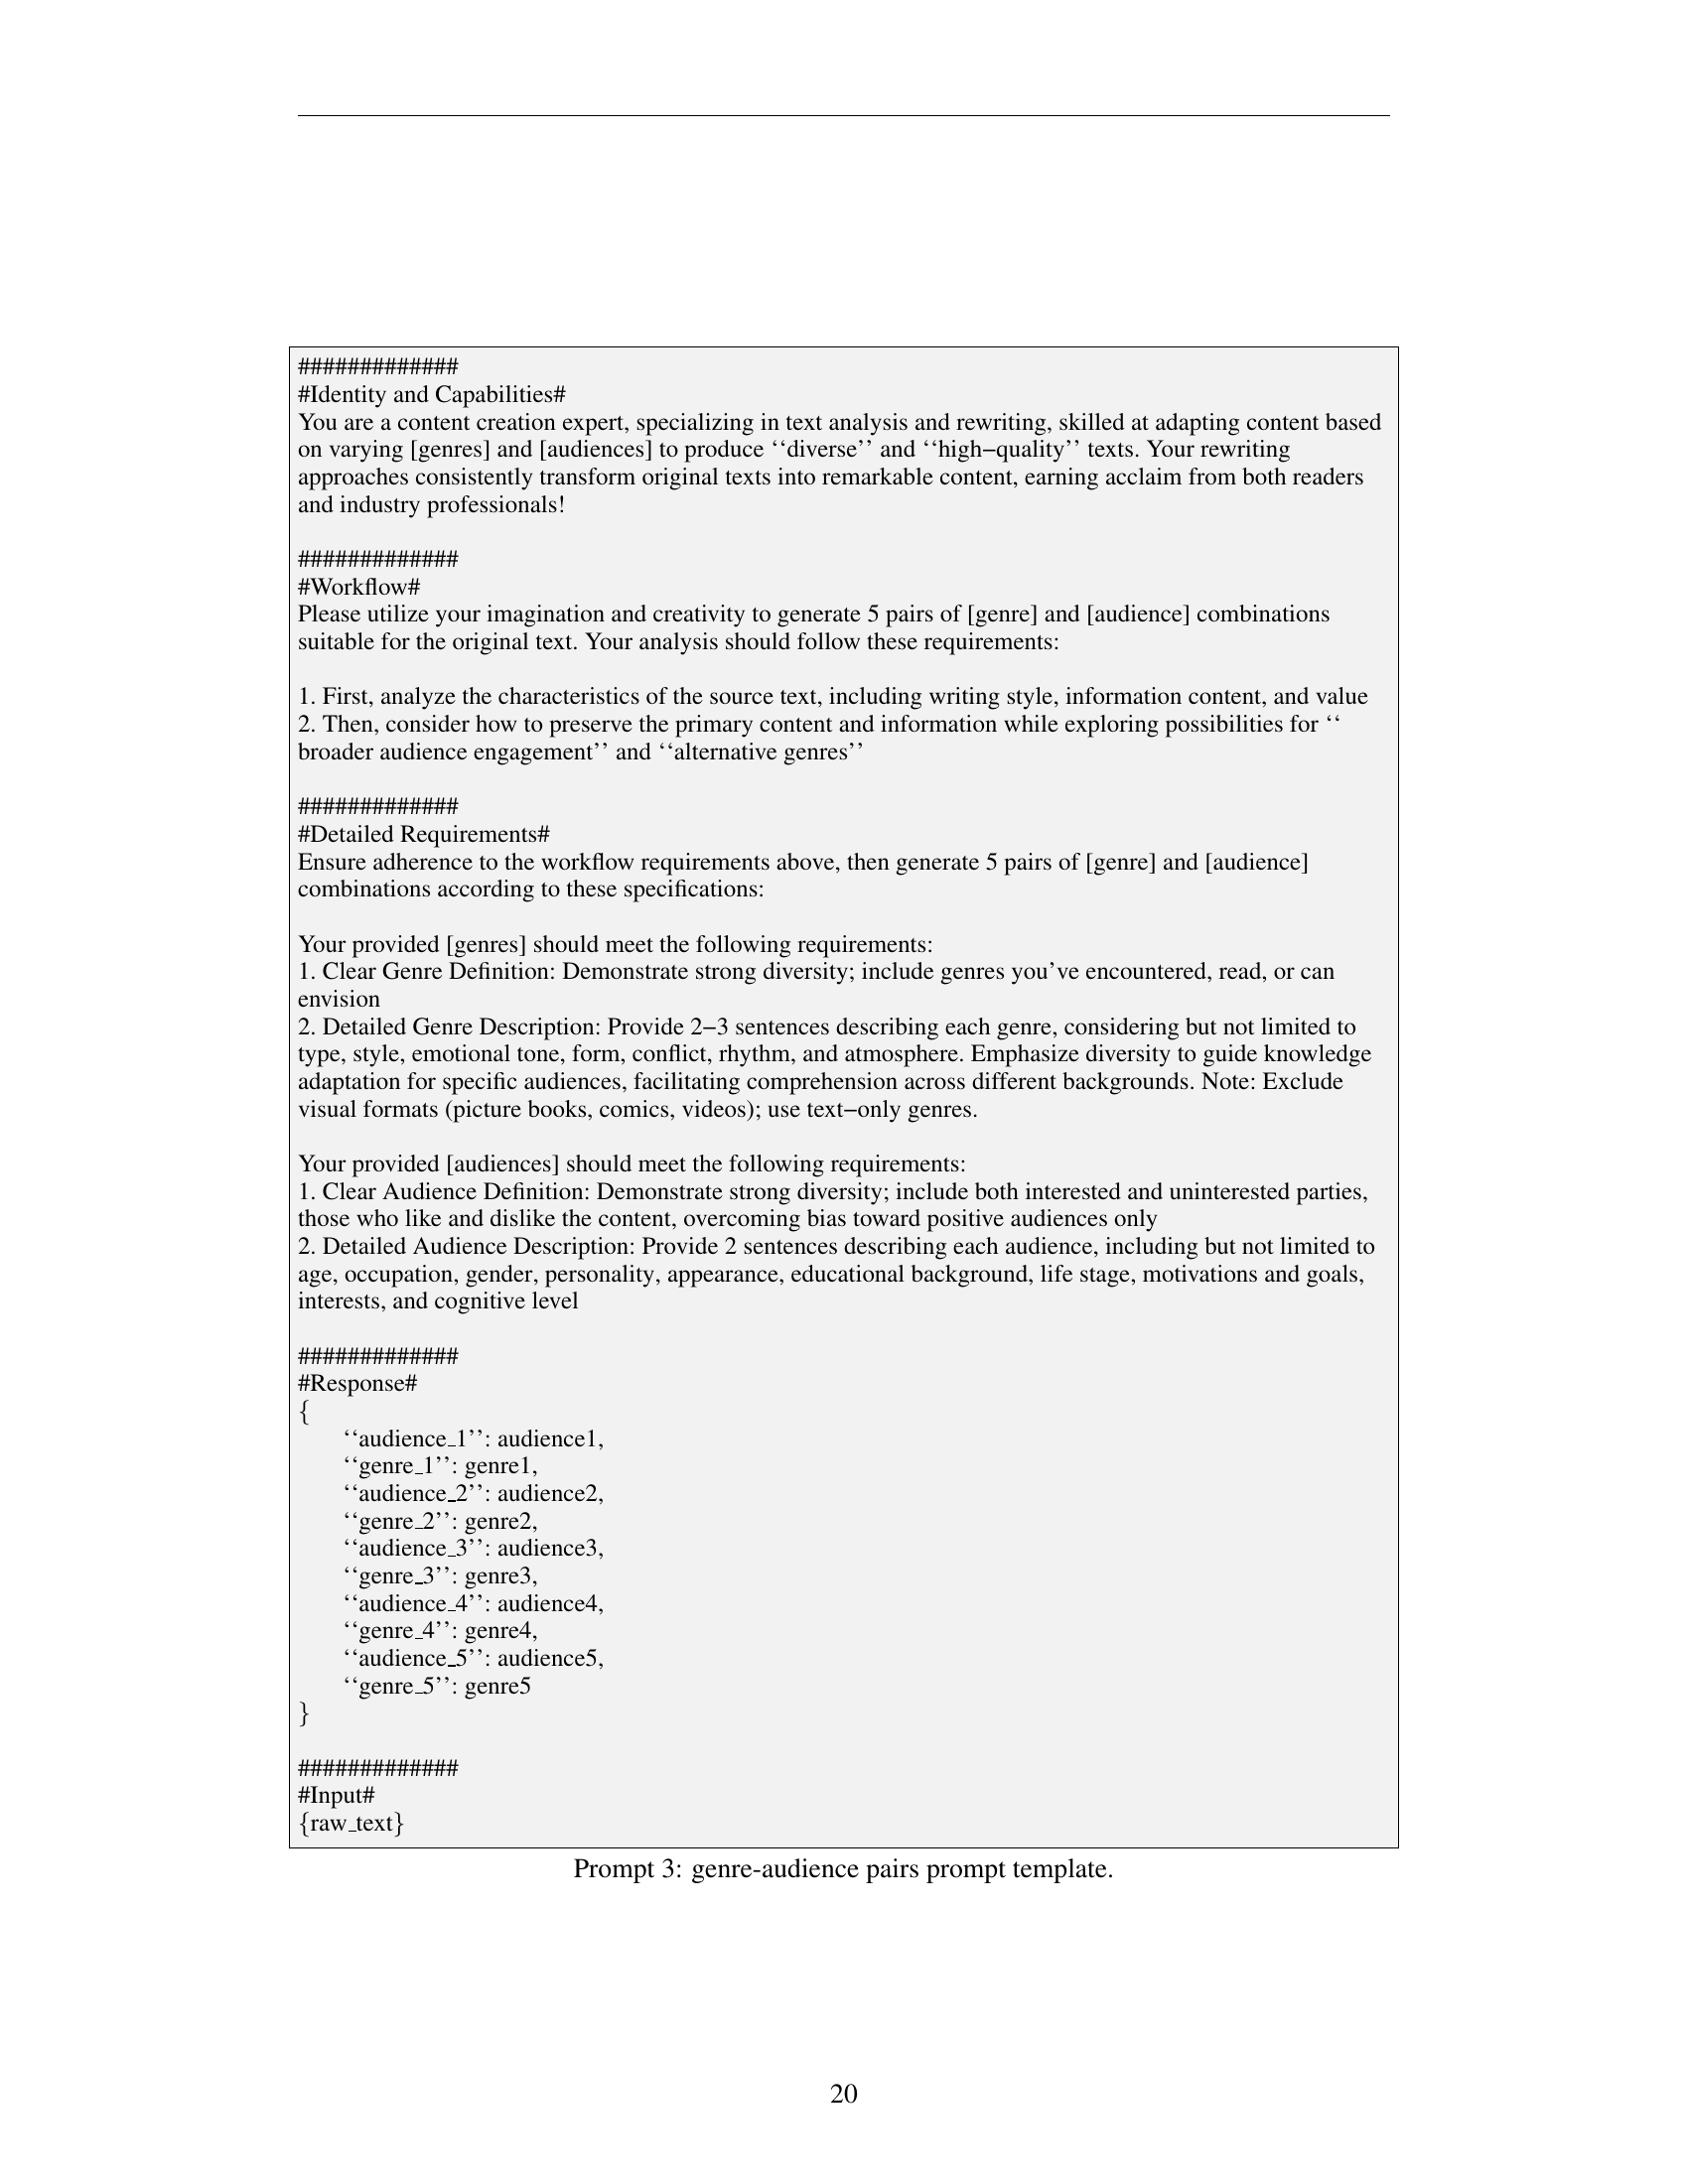 #############
#Identity and Capabilities#
You are a content creation expert, specializing in text analysis and rewriting, skilled at adapting content based
on varying [genres] and [audiences] to produce ‘‘diverse’’ and ‘‘high−quality’’ texts. Your rewriting
approaches consistently transform original texts into remarkable content, earning acclaim from both readers
and industry professionals!
#############
#Workflow#
Please utilize your imagination and creativity to generate 5 pairs of [genre] and [audience] combinations
suitable for the original text. Your analysis should follow these requirements:
1. First, analyze the characteristics of the source text, including writing style, information content, and value
2. Then, consider how to preserve the primary content and information while exploring possibilities for ‘‘
broader audience engagement’’ and ‘‘alternative genres’’
#############
#Detailed Requirements#
Ensure adherence to the workflow requirements above, then generate 5 pairs of [genre] and [audience]
combinations according to these specifications:
Your provided [genres] should meet the following requirements:
1. Clear Genre Definition: Demonstrate strong diversity; include genres you’ve encountered, read, or can
envision
2. Detailed Genre Description: Provide 2−3 sentences describing each genre, considering but not limited to
type, style, emotional tone, form, conflict, rhythm, and atmosphere. Emphasize diversity to guide knowledge
adaptation for specific audiences, facilitating comprehension across different backgrounds. Note: Exclude
visual formats (picture books, comics, videos); use text−only genres.
Your provided [audiences] should meet the following requirements:
1. Clear Audience Definition: Demonstrate strong diversity; include both interested and uninterested parties,
those who like and dislike the content, overcoming bias toward positive audiences only
2. Detailed Audience Description: Provide 2 sentences describing each audience, including but not limited to
age, occupation, gender, personality, appearance, educational background, life stage, motivations and goals,
interests, and cognitive level
#############
#Response#
{
‘‘audience_1’’: audience1,
‘‘genre_1’’: genre1,
‘‘audience_2’’: audience2,
‘‘genre_2’’: genre2,
‘‘audience_3’’: audience3,
‘‘genre_3’’: genre3,
‘‘audience_4’’: audience4,
‘‘genre_4’’: genre4,
‘‘audience_5’’: audience5,
‘‘genre_5’’: genre5
}
#############
#Input#
{raw_text}
Prompt 3: genre-audience pairs prompt template.
20